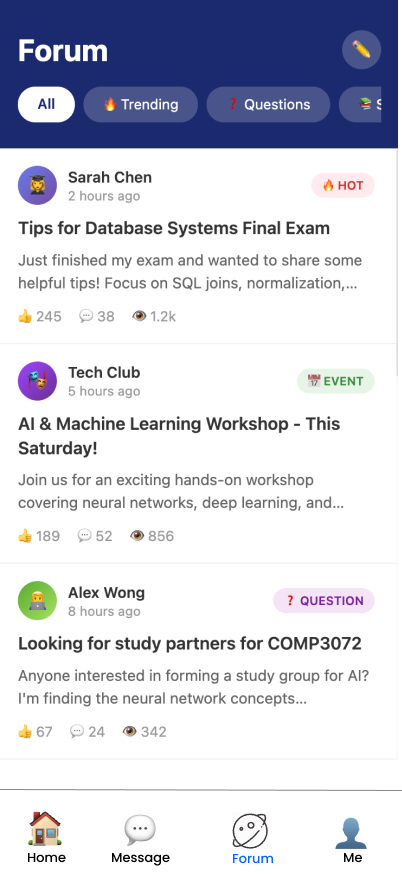 Forum
All
Trending
Questions
Sarah Chen
2 hours ago
HOT
Tips for Database Systems Final Exam
Just finished my exam and wanted to share some
helpful tips! Focus on SQL joins, normalization,...
245 38 1.2k
Tech Club
5 hours ago
EVENT
AI & Machine Learning Workshop - This
Saturday!
Join us for an exciting hands-on workshop
covering neural networks, deep learning, and...
189 52 856
Alex Wong
8 hours ago
QUESTION
Looking for study partners for COMP3072
Anyone interested in forming a study group for AI?
I'm finding the neural network concepts...
67 24 342
Home
Message
Forum
Me